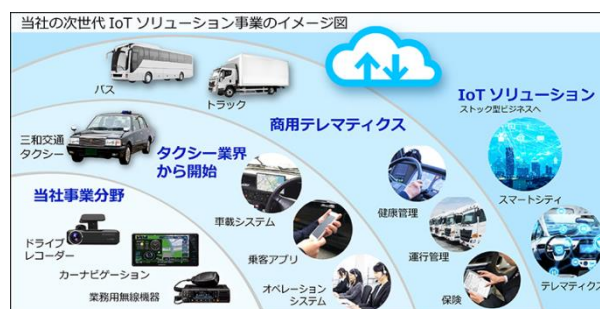 当社の次世代 IoT ソリューション事業のイメージ図
バス
トラック
IoT ソリューション
ストック型ビジネスへ
商用テレマティクス
三和交通
タクシー
タクシー業界
から開始
スマートシティ
当社事業分野
車載システム
健康管理
ドライブ
レコーダー
カーナビゲーション
乗客アプリ
運行管理
業務用無線機器
オペレーション
システム
保険
テレマティクス